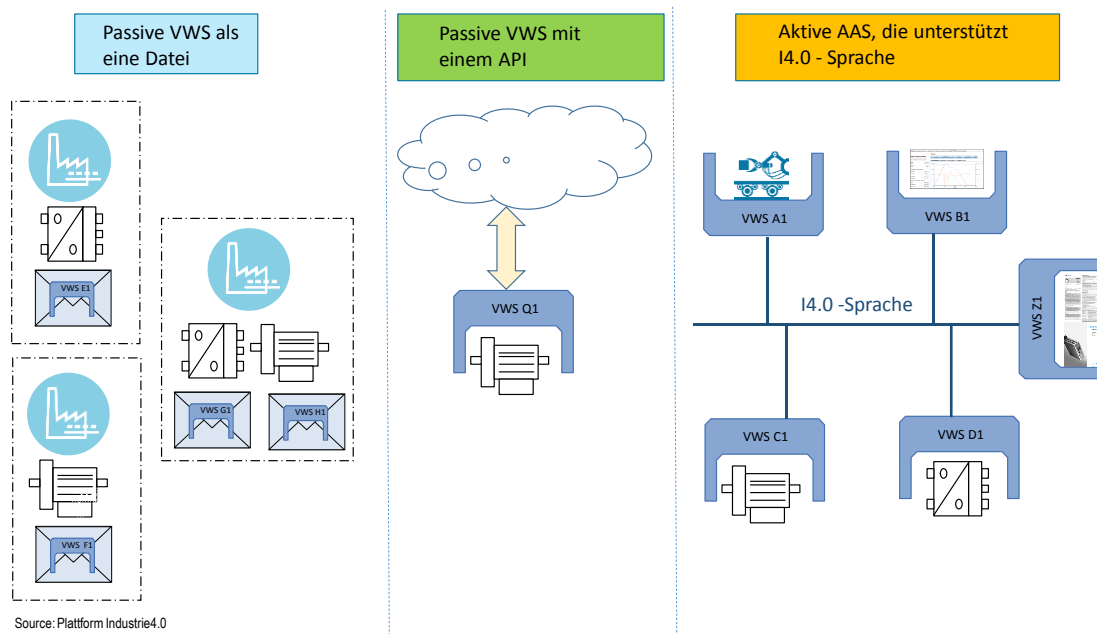 Passive VWS als
eine Datei
Passive VWS mit
einem API
Aktive AAS, die unterstützt
I4.0 - Sprache
VWS E1
VWS G1
VWS H1
VWS F1
VWS Q1
VWS A1
VWS B1
I4.0 -Sprache
VWS Z1
VWS C1
VWS D1
Source: Plattform Industrie4.0